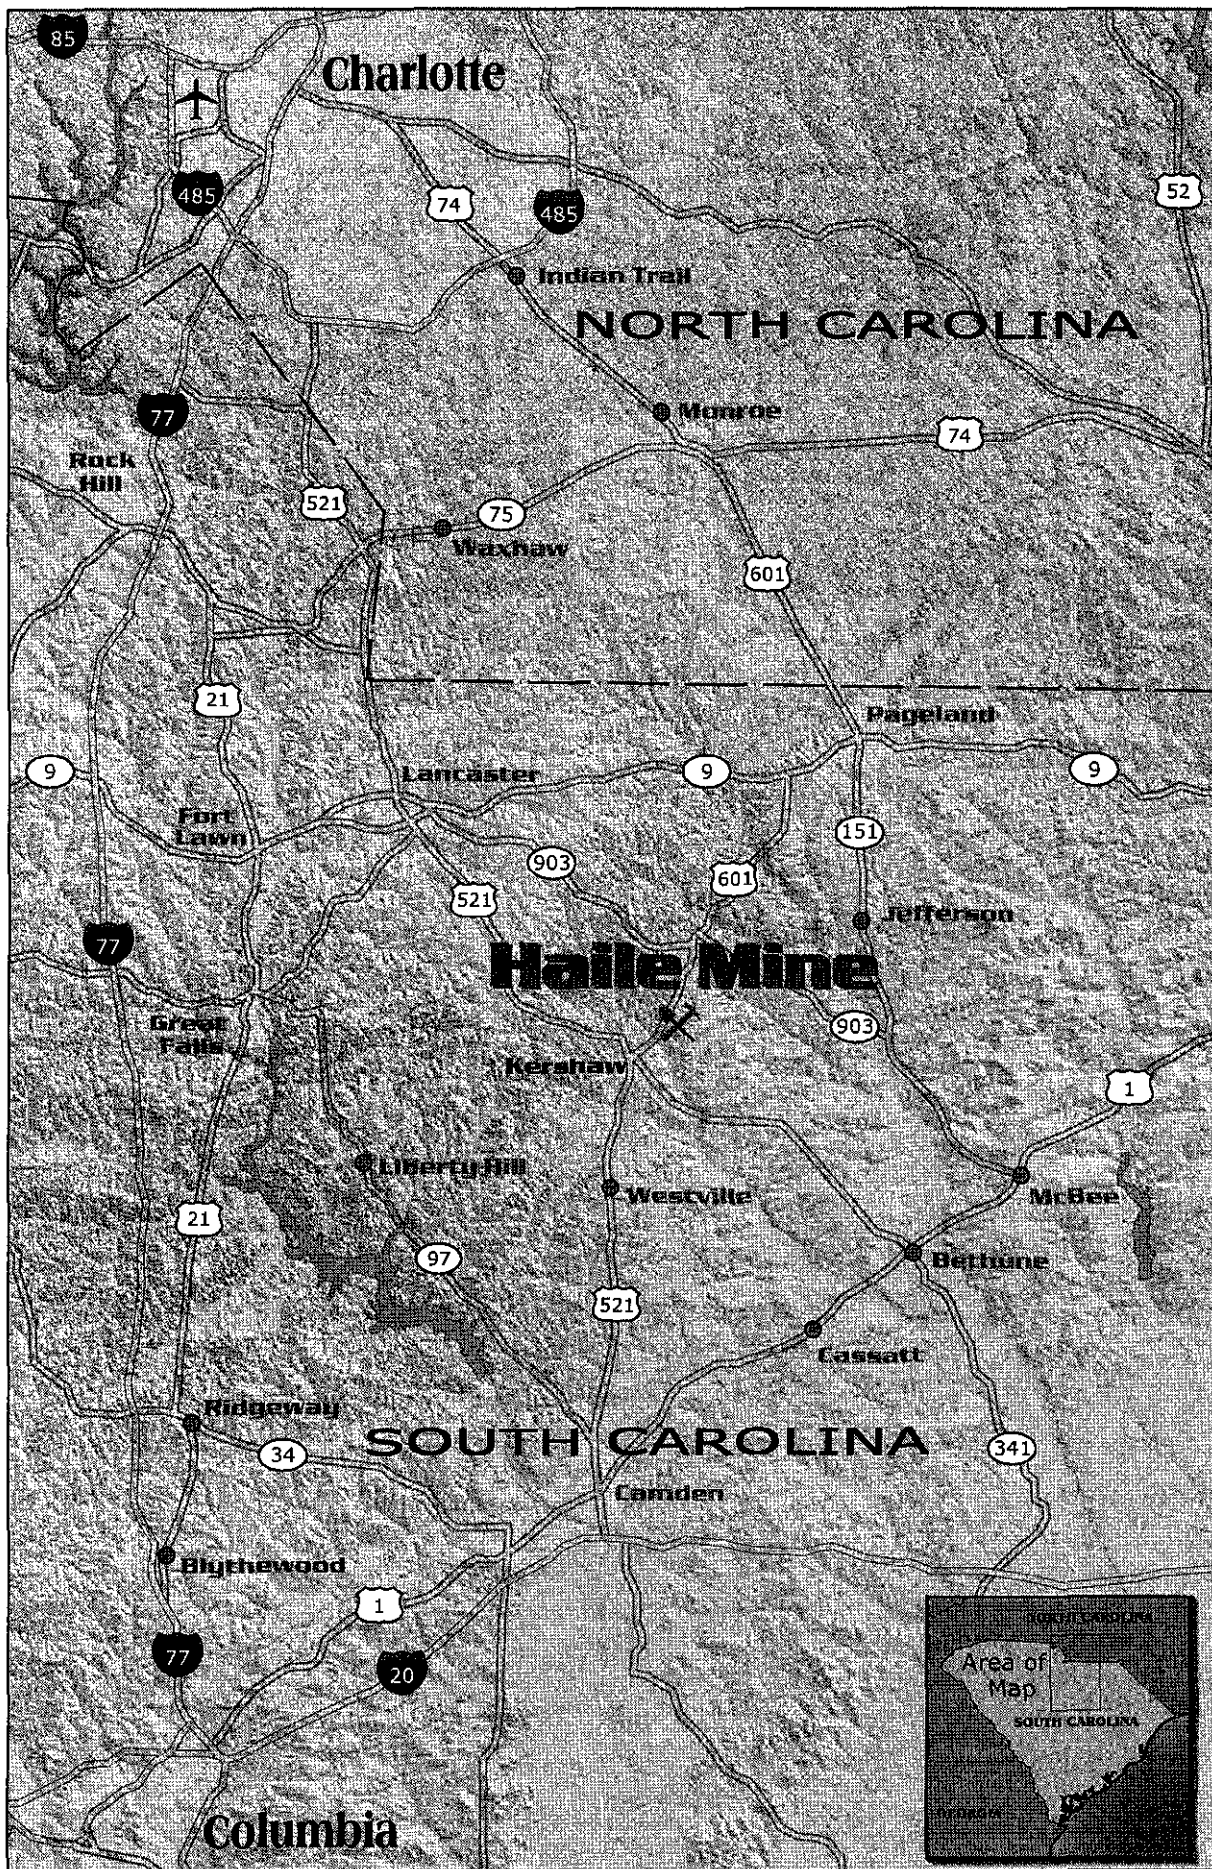 85
Charlotte
485
74
485
52
Indian Trail
NORTH CAROLINA
77
Monroe
74
Rock
Hill
521
75
Waxhaw
601
21
Pageland
9
Lancaster
9
9
Fort
Lawn
151
903
601
521
Jefferson
77
Haile Mine
Great
Falls
903
Kershaw
1
Liberty Hill
Westville
McBee
21
97
Bethune
521
Cassatt
Ridgeway
34
SOUTH CAROLINA
341
Camden
Blythewood
1
77
20
NORTH CAROLINA
Area of
Map
SOUTH CAROLINA
GEORGIA
Columbia